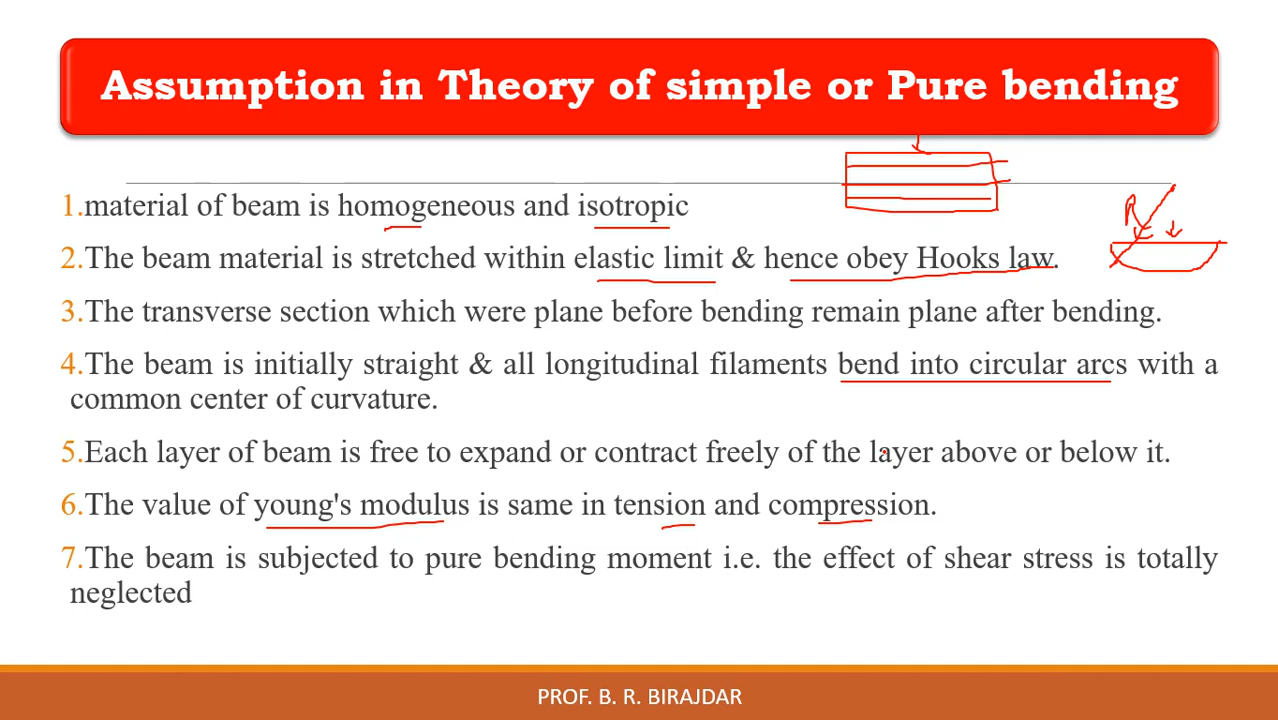 Assumption in Theory of simple or Pure bending
1.material of beam is homogeneous and isotropic
R
2.The beam material is stretched within elastic limit & hence obey Hooks law.
3.The transverse section which were plane before bending remain plane after bending.
4.The beam is initially straight & all longitudinal filaments bend into circular arcs with a
common center of curvature.
5.Each layer of beam is free to expand or contract freely of the layer above or below it.
6.The value of young's modulus is same in tension and compression.
7.The beam is subjected to pure bending moment i.e. the effect of shear stress is totally
neglected
PROF. B. R. BIRAJDAR